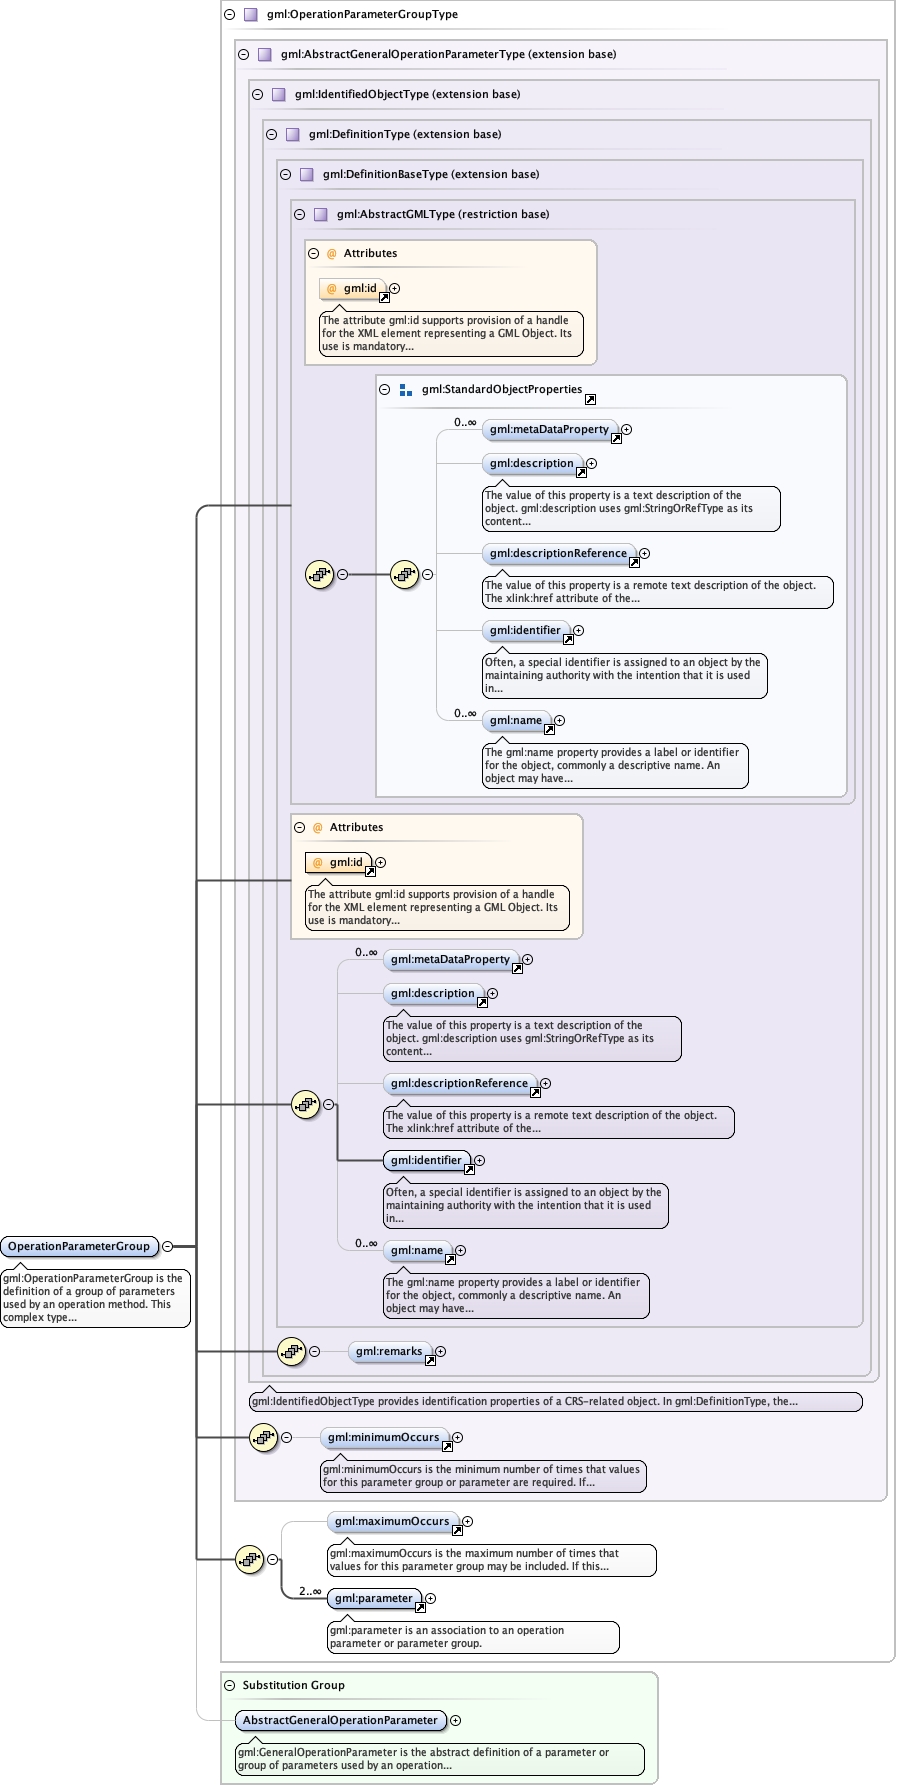 gml:OperationParameterGroupType
gml:AbstractGeneralOperationParameterType (extension base)
gml:IdentifiedObjectType (extension base)
gml:DefinitionType (extension base)
gml:DefinitionBaseType (extension base)
gml:AbstractGMLType (restriction base)
@ Attributes
@ gml:id
The attribute gml:id supports provision of a handle
for the XML element representing a GML Object. Its
use is mandatory...
gml:StandardObjectProperties
0..∞
gml:metaDataProperty
gml:description
The value of this property is a text description of the
object. gml:description uses gml:StringOrRefType as its
content...
gml:descriptionReference
The value of this property is a remote text description of the object.
The xlink:href attribute of the...
gml:identifier
Often, a special identifier is assigned to an object by the
maintaining authority with the intention that it is used
in...
0..∞
gml:name
The gml:name property provides a label or identifier
for the object, commonly a descriptive name. An
object may have...
@ Attributes
@ gml:id
The attribute gml:id supports provision of a handle
for the XML element representing a GML Object. Its
use is mandatory...
0..∞
gml:metaDataProperty
gml:description
The value of this property is a text description of the
object. gml:description uses gml:StringOrRefType as its
content...
gml:descriptionReference
The value of this property is a remote text description of the object.
The xlink:href attribute of the...
gml:identifier
Often, a special identifier is assigned to an object by the
maintaining authority with the intention that it is used
in...
0..∞
gml:name
The gml:name property provides a label or identifier
for the object, commonly a descriptive name. An
object may have...
OperationParameterGroup
gml:OperationParameterGroup is the
definition of a group of parameters
used by an operation method. This
complex type...
gml:remarks
gml:IdentifiedObjectType provides identification properties of a CRS-related object. In gml:DefinitionType, the...
gml:minimumOccurs
gml:minimumOccurs is the minimum number of times that values
for this parameter group or parameter are required. If...
gml:maximumOccurs
gml:maximumOccurs is the maximum number of times that
values for this parameter group may be included. If this...
2..∞
gml:parameter
gml:parameter is an association to an operation
parameter or parameter group.
Substitution Group
AbstractGeneralOperationParameter
gml:GeneralOperationParameter is the abstract definition of a parameter or
group of parameters used by an operation...